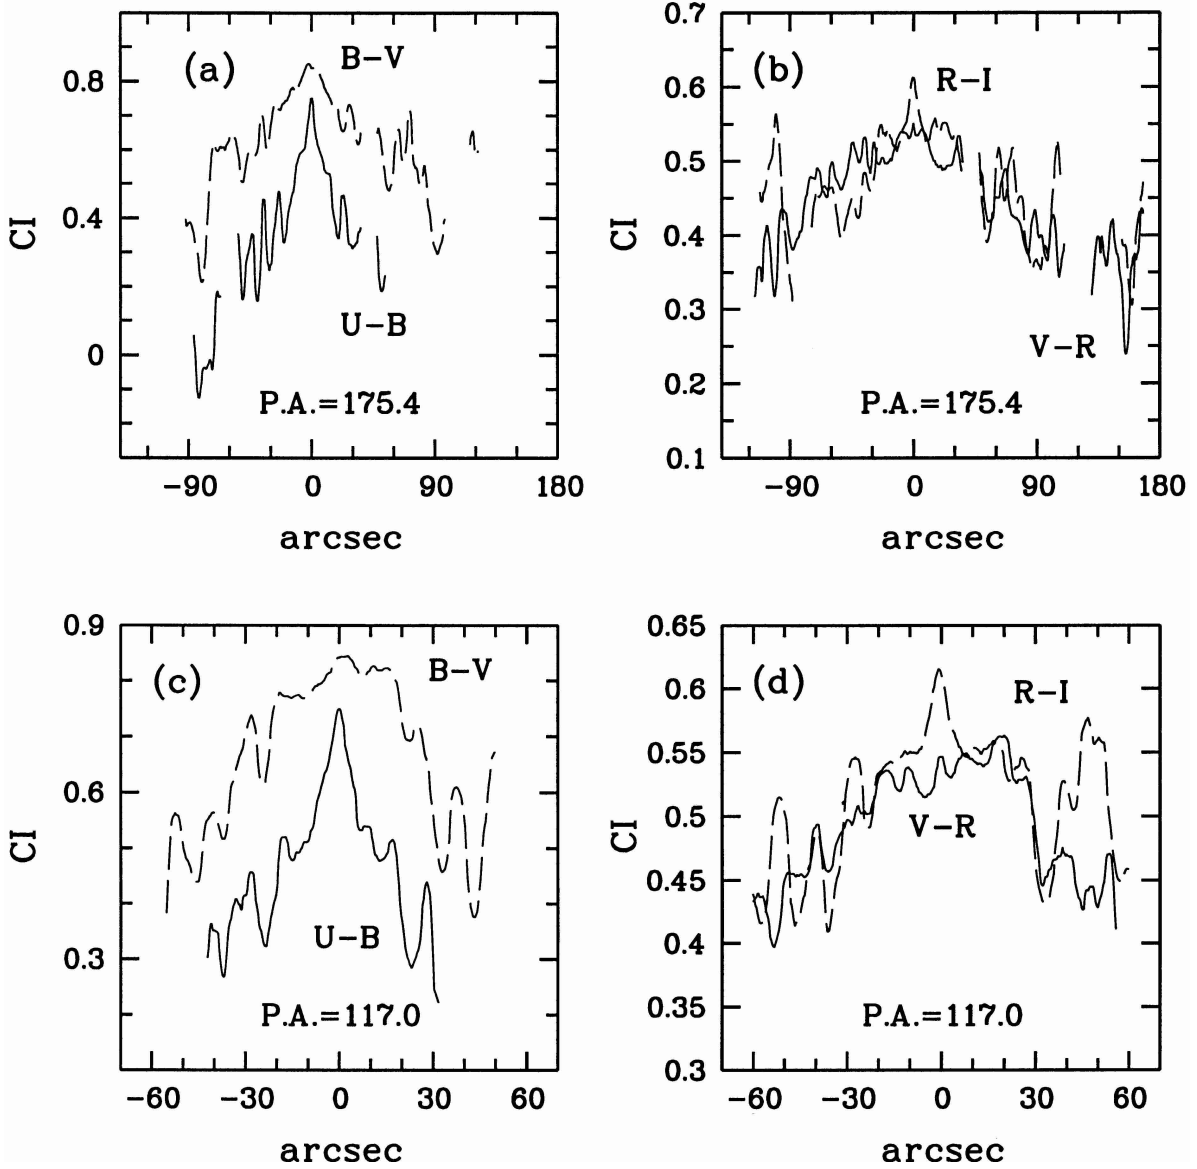 (a)
B−V
U−B
P.A.=175.4
CI
0.8
0.4
0
−90 0 90 180
arcsec
(b)
R−I
V−R
P.A.=175.4
CI
0.7
0.6
0.5
0.4
0.3
0.2
0.1
−90 0 90 180
arcsec
(c)
B−V
U−B
P.A.=117.0
CI
0.9
0.6
0.3
−60 −30 0 30 60
arcsec
(d)
R−I
V−R
P.A.=117.0
CI
0.65
0.6
0.55
0.5
0.45
0.4
0.35
0.3
−60 −30 0 30 60
arcsec